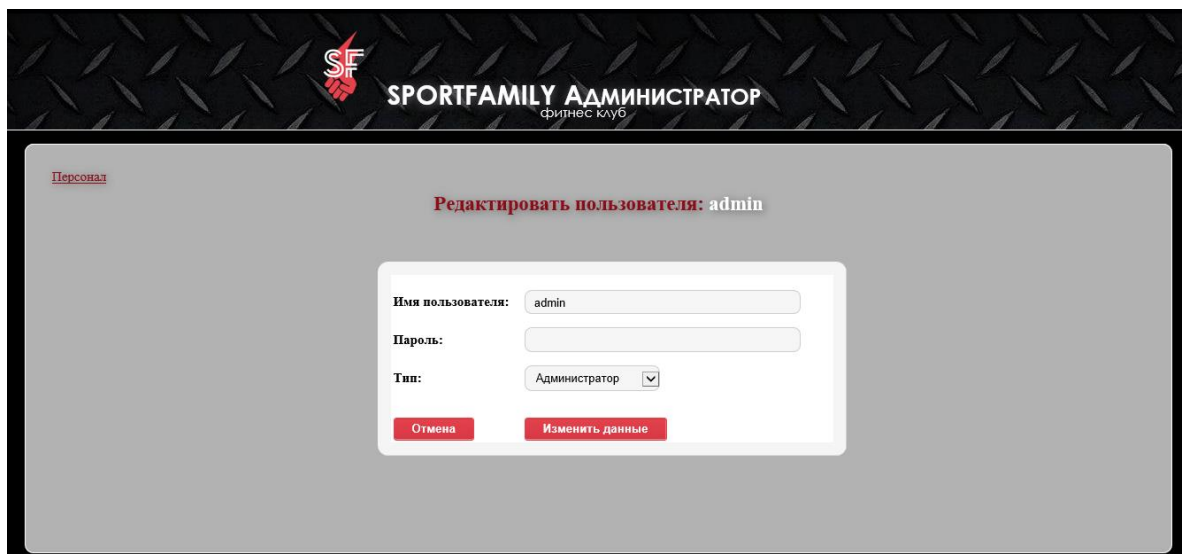 SF
SPORTFAMILY Администратор
фитнес клуб
Персонал
Редактировать пользователя: admin
Имя пользователя: admin
Пароль:
Тип: Администратор
Отмена Изменить данные